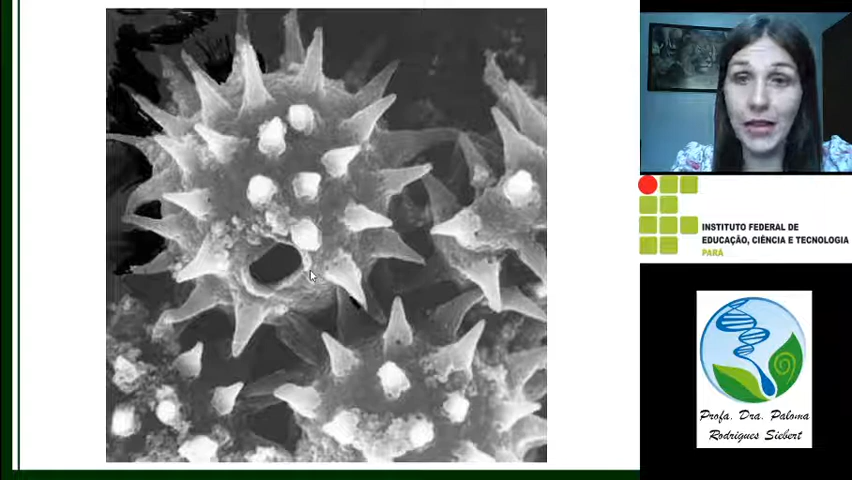 INSTITUTO FEDERAL DE
EDUCAÇÃO, CIÊNCIA E TECNOLOGIA
PARÁ
Profa. Dra. Paloma
Rodrigues Siebert